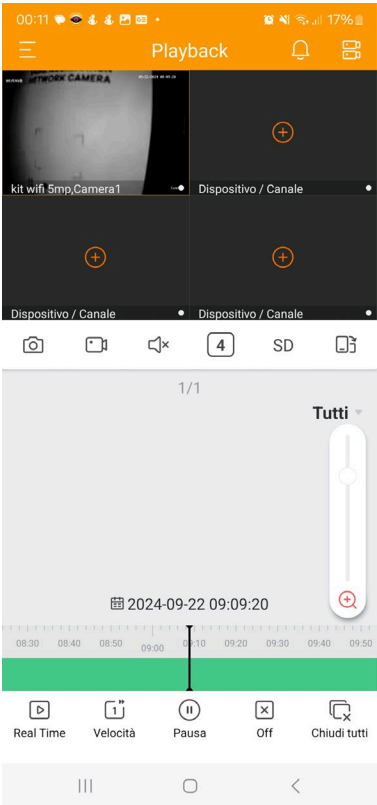 00:11 17%
Playback
NETWORK CAMERA
kit wifi 5mp,Camera1
Dispositivo / Canale
Dispositivo / Canale
Dispositivo / Canale
4 SD
1/1
Tutti
2024-09-22 09:09:20
08:30 08:40 08:50 09:00 09:10 09:20 09:30 09:40 09:50
1
Real Time Velocità Pausa Off Chiudi tutti